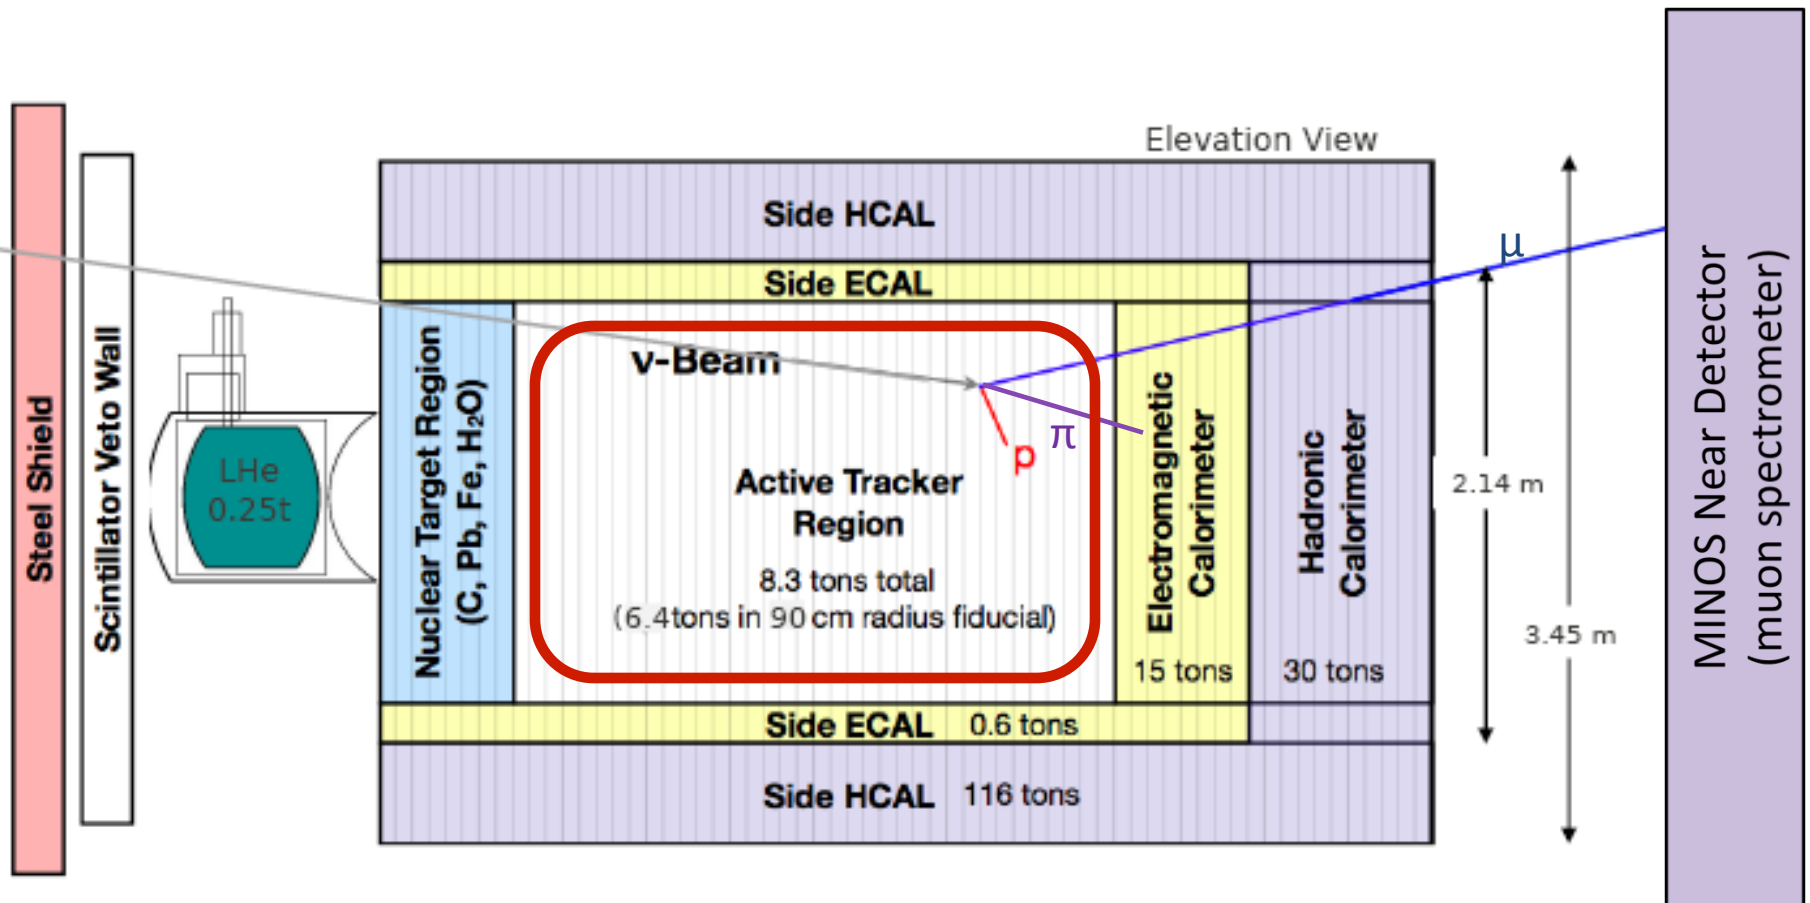 Elevation View
Steel Shield
Scintillator Veto Wall
LHe
0.25t
Side HCAL
Side ECAL
Nuclear Target Region
(C, Pb, Fe, H₂O)
ν-Beam
μ
π
p
Active Tracker
Region
8.3 tons total
(6.4tons in 90 cm radius fiducial)
Electromagnetic
Calorimeter
15 tons
Hadronic
Calorimeter
30 tons
2.14 m
3.45 m
Side ECAL 0.6 tons
Side HCAL 116 tons
MINOS Near Detector
(muon spectrometer)